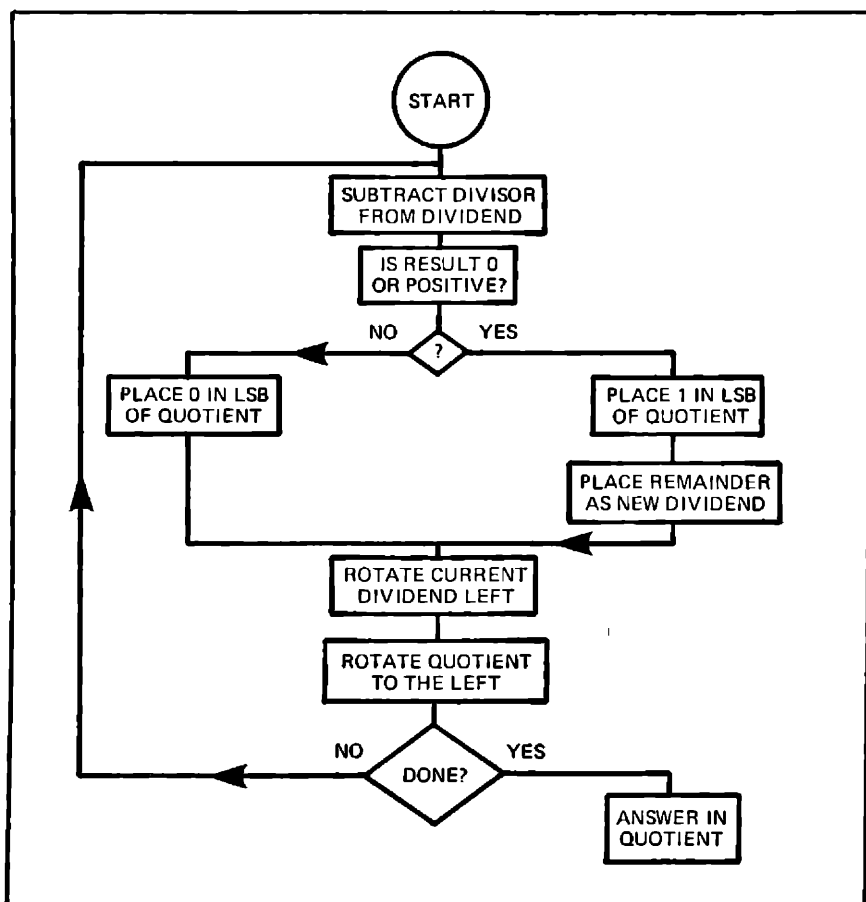 START
SUBTRACT DIVISOR
FROM DIVIDEND
IS RESULT 0
OR POSITIVE?
NO
YES
?
PLACE 0 IN LSB
OF QUOTIENT
PLACE 1 IN LSB
OF QUOTIENT
PLACE REMAINDER
AS NEW DIVIDEND
ROTATE CURRENT
DIVIDEND LEFT
ROTATE QUOTIENT
TO THE LEFT
NO
YES
DONE?
ANSWER IN
QUOTIENT